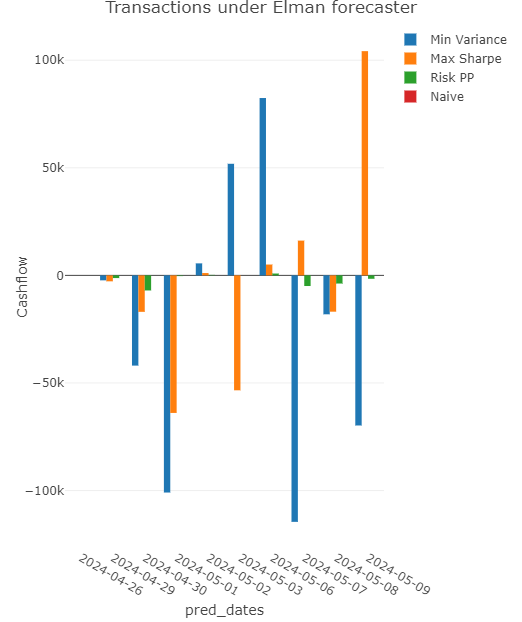 Transactions under Elman forecaster
Min Variance
Max Sharpe
Risk PP
Naive
100k
50k
0
−50k
−100k
Cashflow
2024-04-26
2024-04-29
2024-04-30
2024-05-01
2024-05-02
2024-05-03
2024-05-06
2024-05-07
2024-05-08
2024-05-09
pred_dates